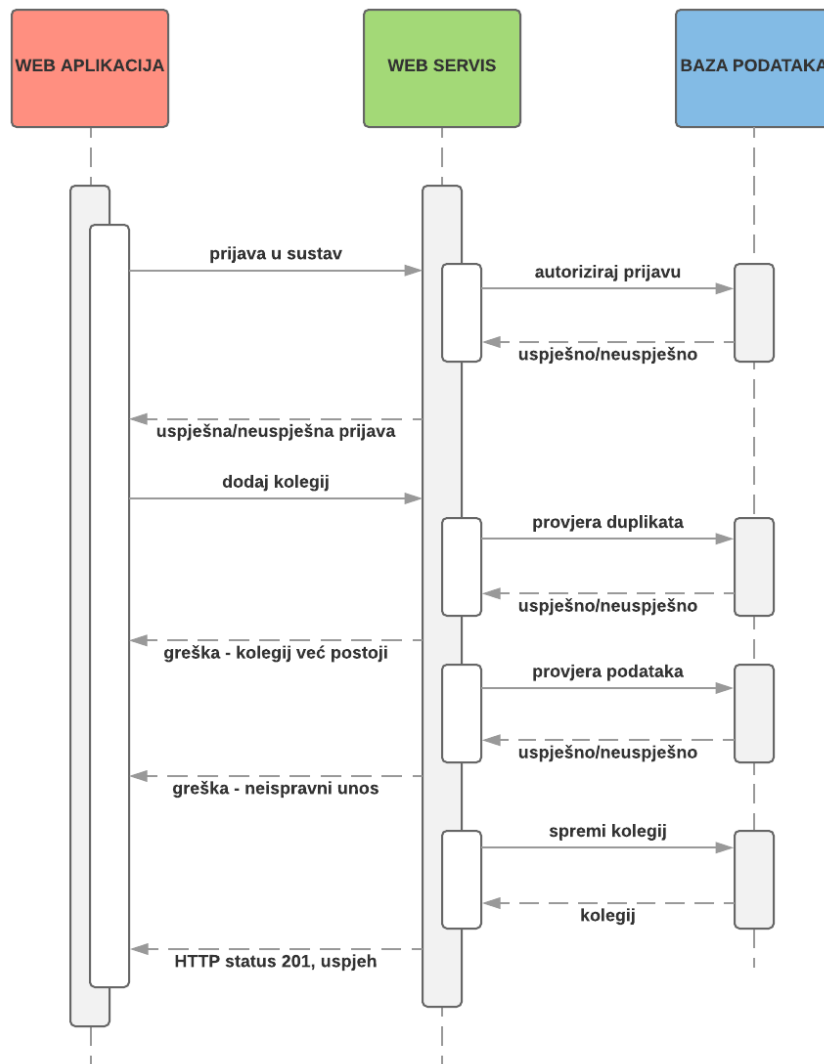 WEB APLIKACIJA
WEB SERVIS
BAZA PODATAKA
prijava u sustav
autoriziraj prijavu
uspješno/neuspješno
uspješna/neuspješna prijava
dodaj kolegij
provjera duplikata
uspješno/neuspješno
greška - kolegij već postoji
provjera podataka
uspješno/neuspješno
greška - neispravni unos
spremi kolegij
kolegij
HTTP status 201, uspjeh